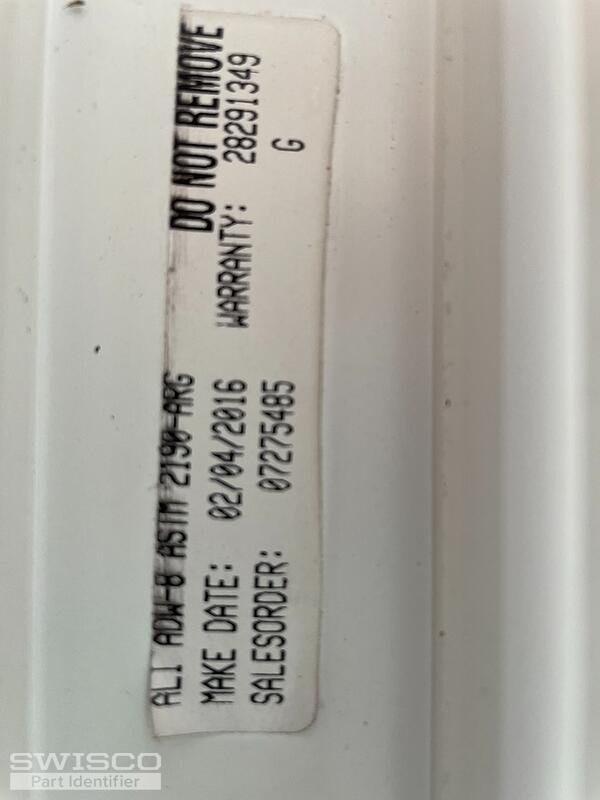 ALI ADW-8 ASTM 2190-ARG DO NOT REMOVE
MAKE DATE: 02/04/2016 WARRANTY: 28291349
SALESORDER: 07275485 G
SWISCO
Part Identifier